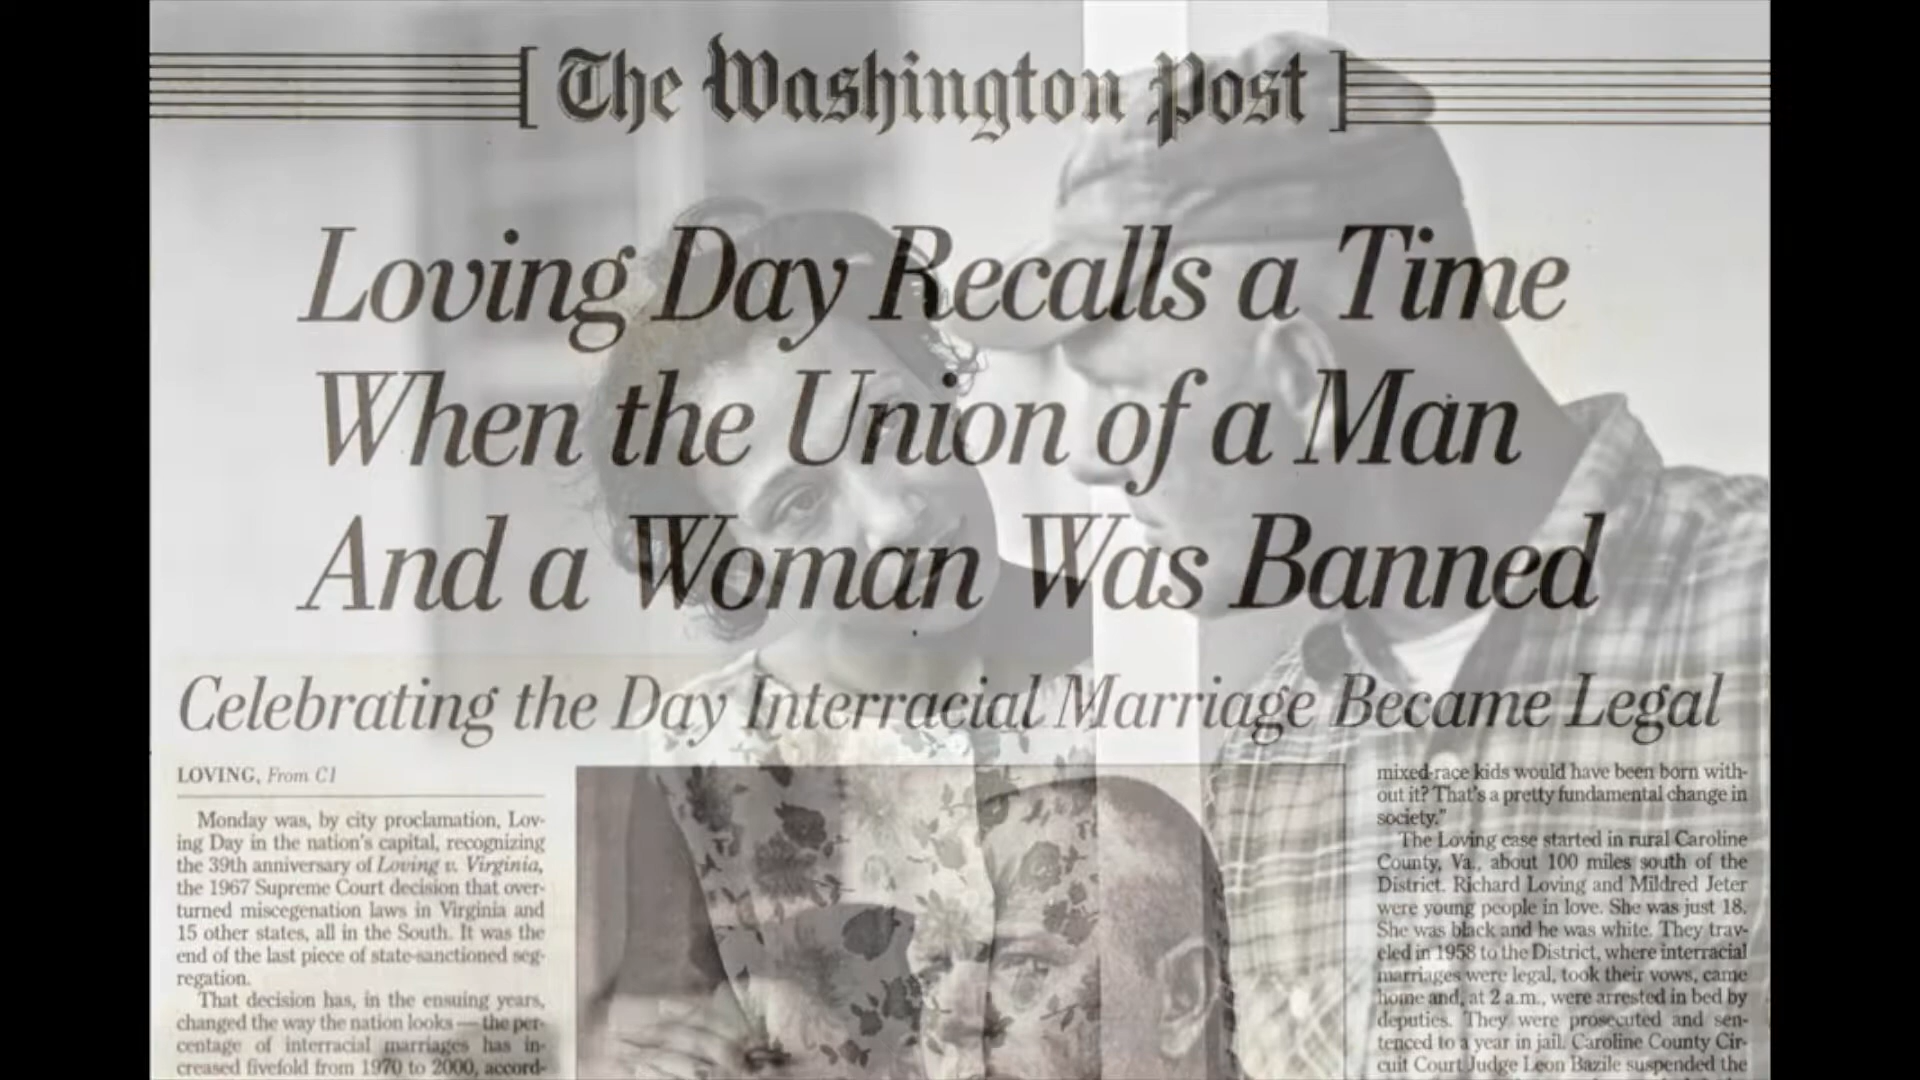 [ The Washington Post ]
Loving Day Recalls a Time
When the Union of a Man
And a Woman Was Banned
Celebrating the Day Interracial Marriage Became Legal
LOVING, From C1
Monday was, by city proclamation, Lov-
ing Day in the nation's capital, recognizing
the 39th anniversary of Loving v. Virginia,
the 1967 Supreme Court decision that over-
turned miscegenation laws in Virginia and
15 other states, all in the South. It was the
end of the last piece of state-sanctioned seg-
regation.
That decision has, in the ensuing years,
changed the way the nation looks — the per-
centage of interracial marriages has in-
creased fivefold from 1970 to 2000, accord-
mixed-race kids would have been born with-
out it? That's a pretty fundamental change in
society."
The Loving case started in rural Caroline
County, Va., about 100 miles south of the
District. Richard Loving and Mildred Jeter
were young people in love. She was just 18.
She was black and he was white. They trav-
eled in 1958 to the District, where interracial
marriages were legal, took their vows, came
home and, at 2 a.m., were arrested in bed by
deputies. They were prosecuted and sen-
tenced to a year in jail. Caroline County Cir-
cuit Court Judge Leon Bazile suspended the